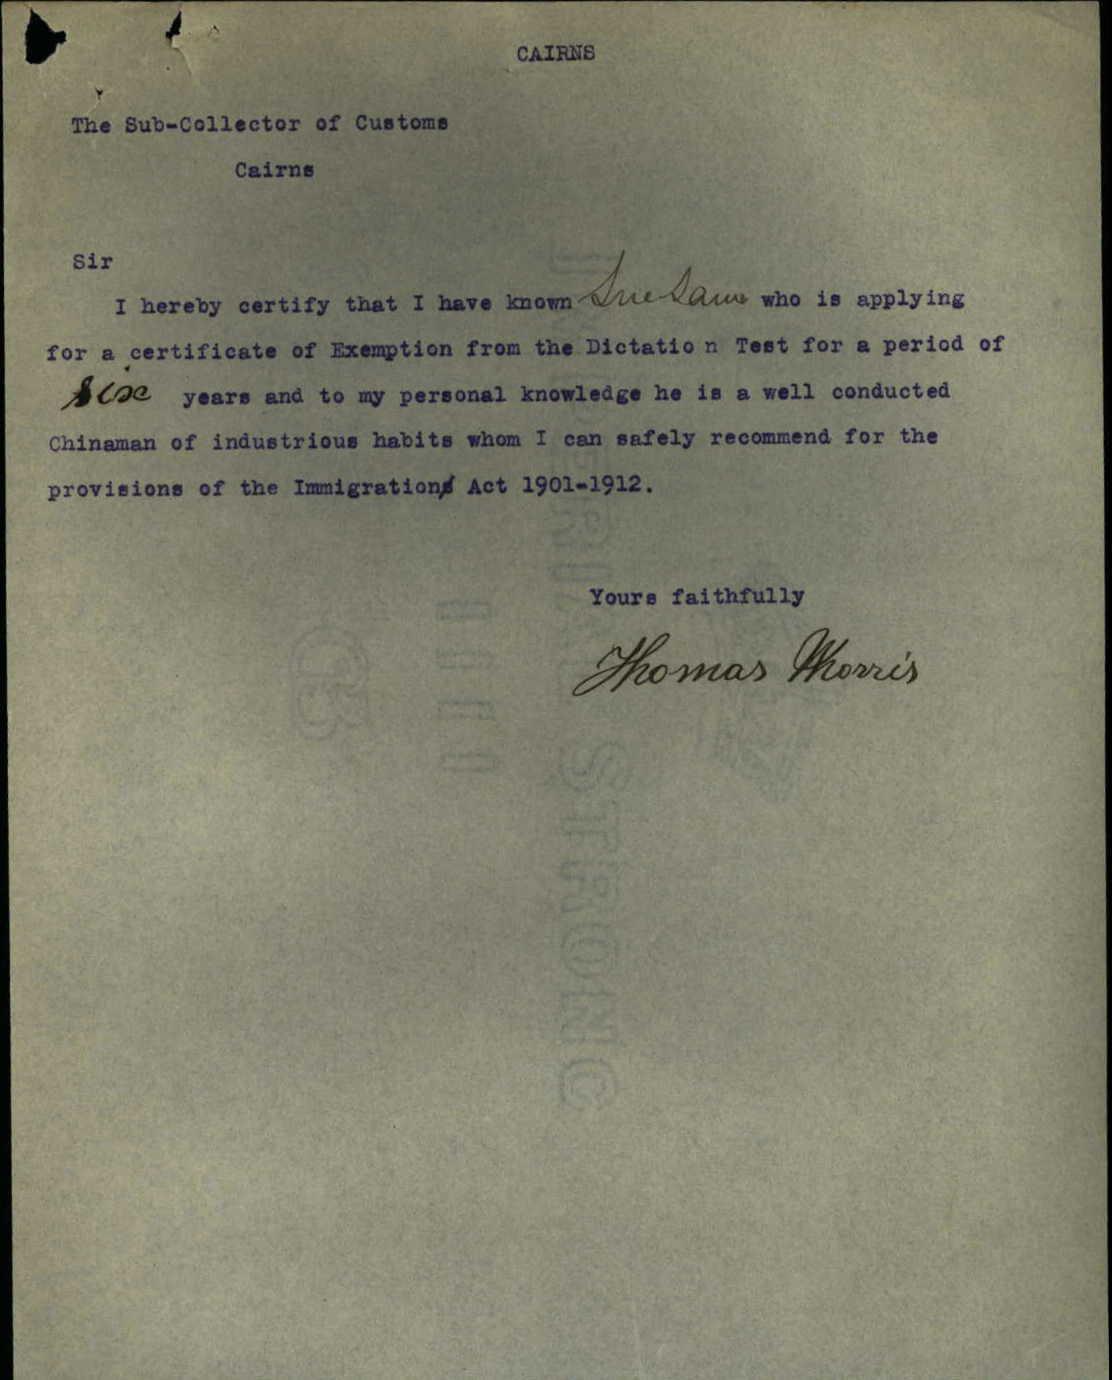 CAIRNS
The Sub-Collector of Customs
Cairns
Sir
I hereby certify that I have known Sue who is applying
for a certificate of Exemption from the Dictatio n Test for a period of
six years and to my personal knowledge he is a well conducted
Chinaman of industrious habits whom I can safely recommend for the
provisions of the Immigration Act 1901-1912.
Yours faithfully
Thomas Morris
STRONG